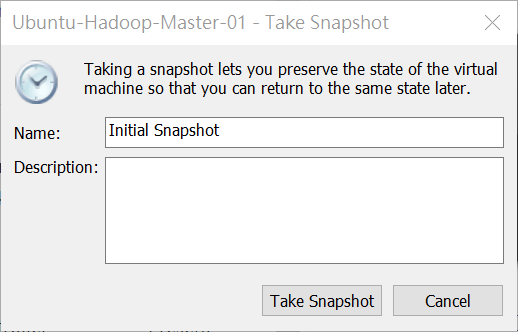 Ubuntu-Hadoop-Master-01 - Take Snapshot
Taking a snapshot lets you preserve the state of the virtual
machine so that you can return to the same state later.
Name:
Initial Snapshot
Description:
Take Snapshot
Cancel